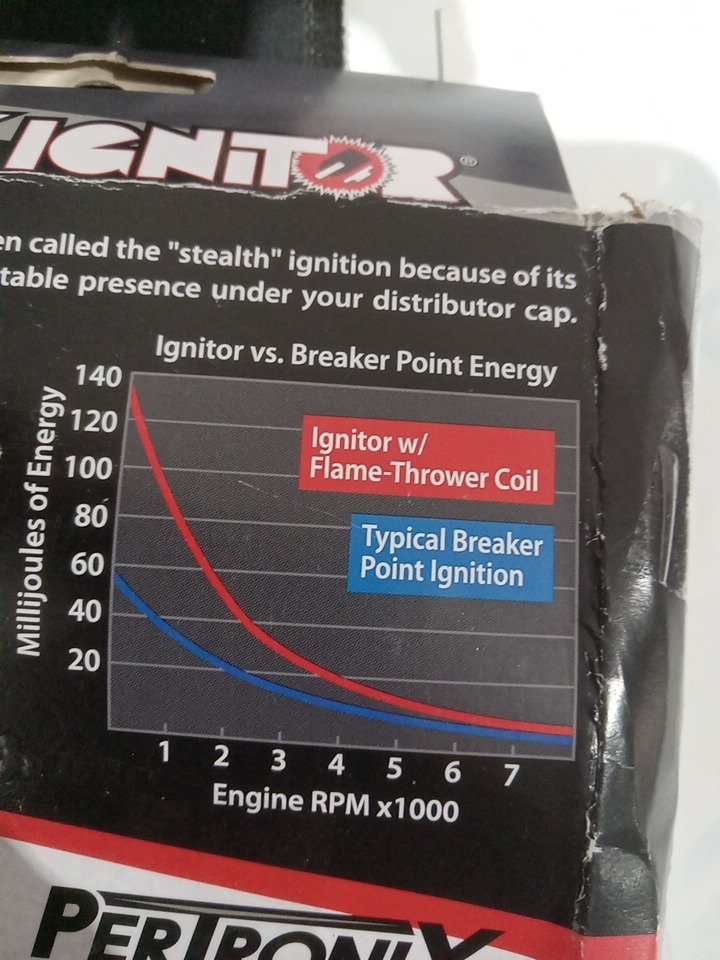 IGNiTOR®
en called the "stealth" ignition because of its
table presence under your distributor cap.
Ignitor vs. Breaker Point Energy
140
120
100
80
60
40
20
Millijoules of Energy
Ignitor w/
Flame-Thrower Coil
Typical Breaker
Point Ignition
1 2 3 4 5 6 7
Engine RPM x1000
PERTRONIX